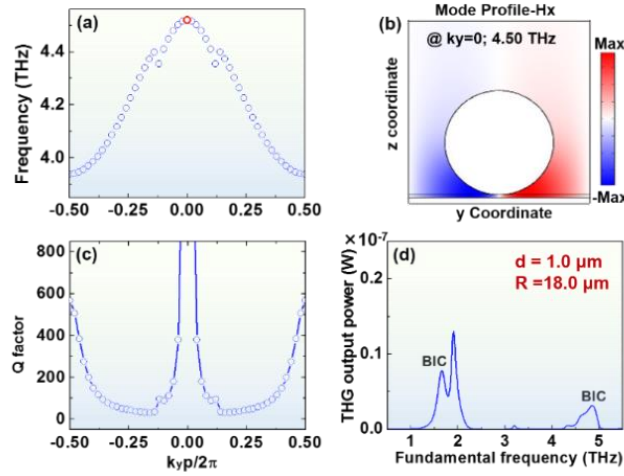 (a)
Frequency (THz)
4.4
4.2
4.0
-0.50 -0.25 0.00 0.25 0.50
(b)
Mode Profile-Hx
@ ky=0; 4.50 THz
z coordinate
y Coordinate
Max
-Max
(c)
Q factor
800
600
400
200
0
-0.50 -0.25 0.00 0.25 0.50
kyp/2π
(d)
THG output power (W) ×10⁻⁷
0.2
0.1
0.0
d = 1.0 μm
R =18.0 μm
BIC
BIC
1 2 3 4 5
Fundamental frequency (THz)